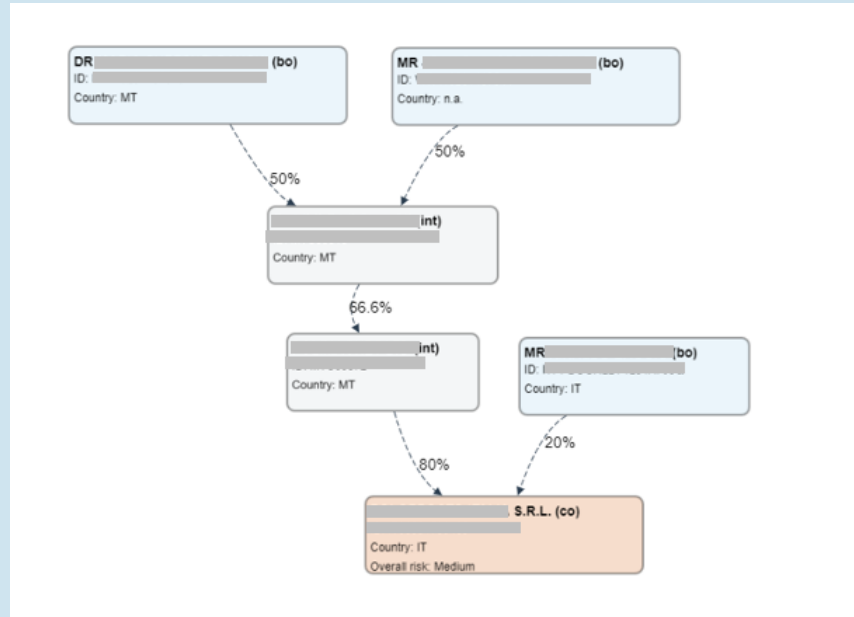 DR (bo)
ID:
Country: MT
MR (bo)
ID:
Country: n.a.
50%
50%
int)
Country: MT
66.6%
int)
Country: MT
MR (bo)
ID:
Country: IT
80%
20%
S.R.L. (co)
Country: IT
Overall risk: Medium